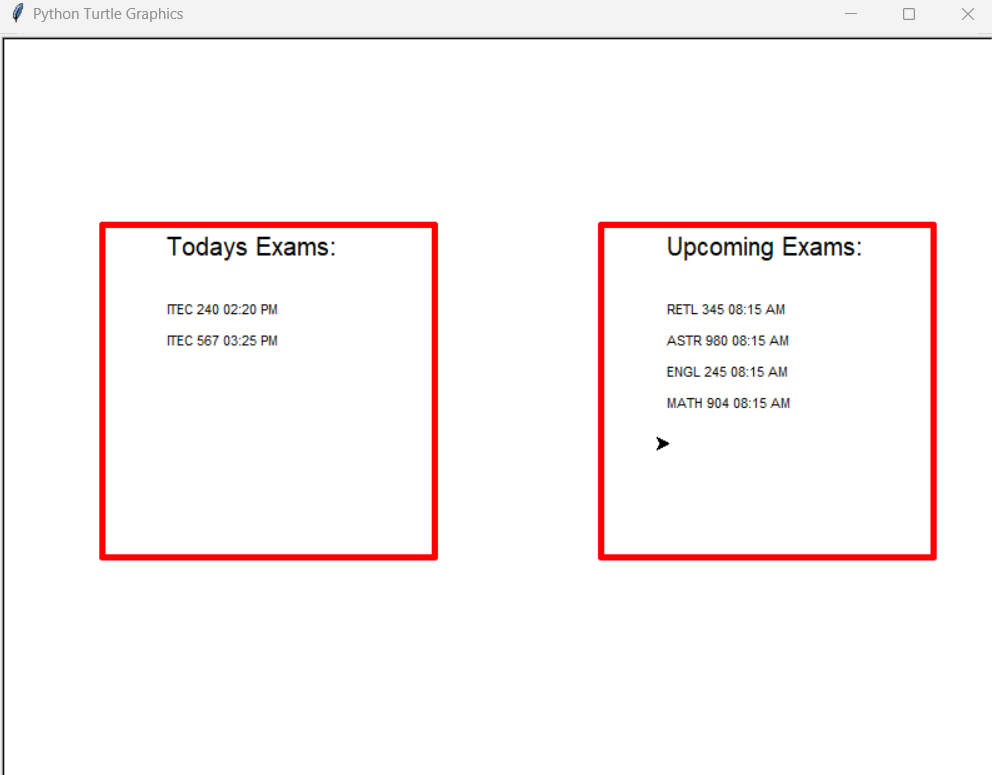 Python Turtle Graphics
Todays Exams:
ITEC 240 02:20 PM
ITEC 567 03:25 PM
Upcoming Exams:
RETL 345 08:15 AM
ASTR 980 08:15 AM
ENGL 245 08:15 AM
MATH 904 08:15 AM